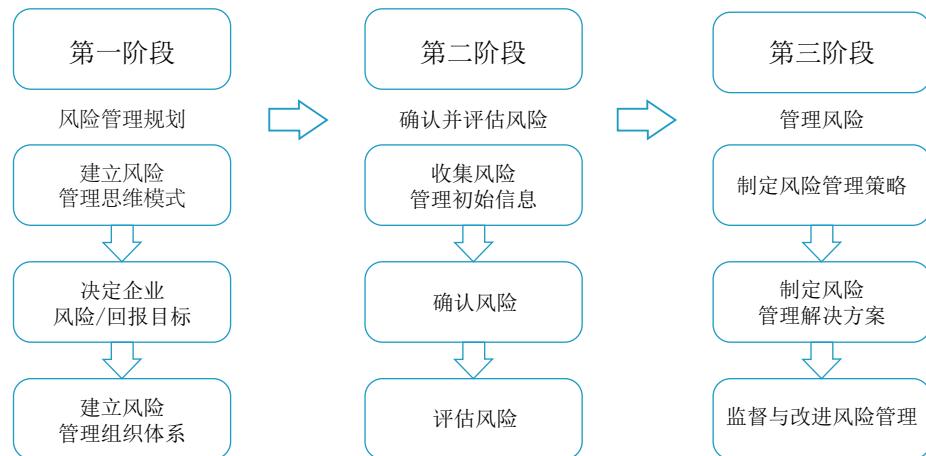 第一阶段
风险管理规划
建立风险
管理思维模式
决定企业
风险/回报目标
建立风险
管理组织体系
第二阶段
确认并评估风险
收集风险
管理初始信息
确认风险
评估风险
第三阶段
管理风险
制定风险管理策略
制定风险
管理解决方案
监督与改进风险管理